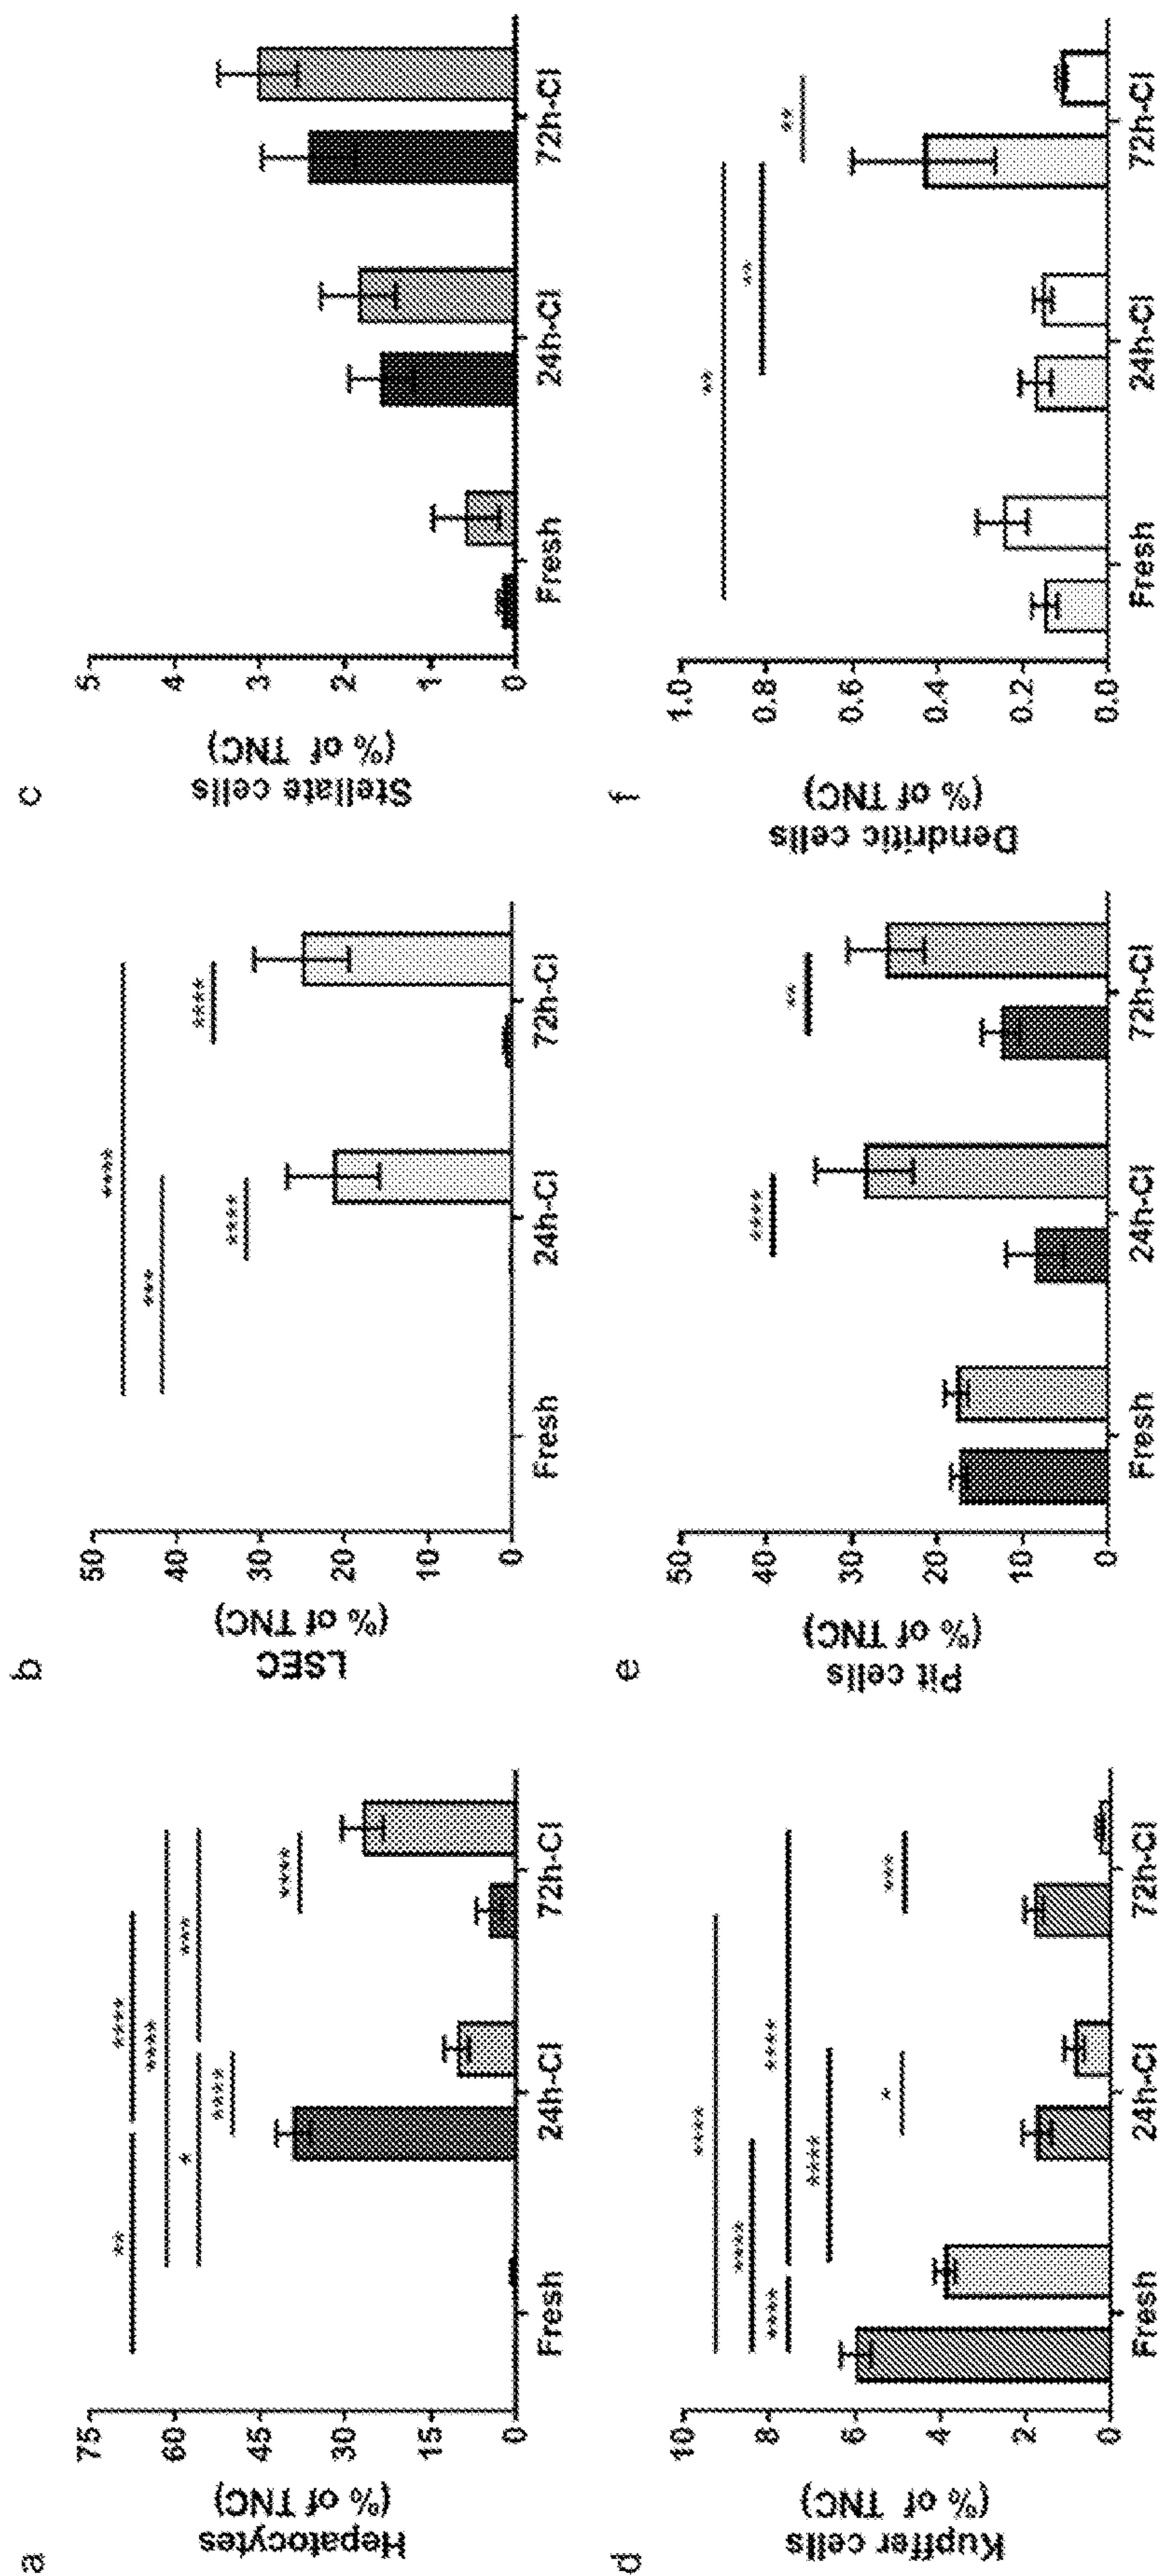 a
Hepatocytes
(% of TNC)
75
60
45
30
15
0
**
****
****
*
***
****
****
Fresh
24h-CI
72h-CI
b
LSEC
(% of TNC)
50
40
30
20
10
0
****
***
****
****
Fresh
24h-CI
72h-CI
c
Stellate cells
(% of TNC)
5
4
3
2
1
0
Fresh
24h-CI
72h-CI
d
Kupffer cells
(% of TNC)
10
8
6
4
2
0
****
****
****
****
****
*
***
Fresh
24h-CI
72h-CI
e
Pit cells
(% of TNC)
50
40
30
20
10
0
****
**
Fresh
24h-CI
72h-CI
f
Dendritic cells
(% of TNC)
1.0
0.8
0.6
0.4
0.2
0.0
**
**
**
Fresh
24h-CI
72h-CI